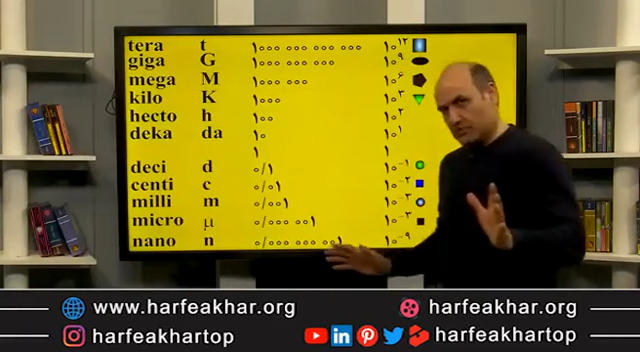 tera t ۱۰۰۰ ۰۰۰ ۰۰۰ ۰۰۰ ۱۰۱۲
giga G ۱۰۰۰ ۰۰۰ ۰۰۰ ۱۰۹
mega M ۱۰۰۰ ۰۰۰ ۱۰۶
kilo K ۱۰۰۰ ۱۰۳
hecto h ۱۰۰ ۱۰۲
deka da ۱۰ ۱۰۱
۱ ۱
deci d ۰/۱ ۱۰-۱
centi c ۰/۰۱ ۱۰-۲
milli m ۰/۰۰۱ ۱۰-۳
micro μ ۰/۰۰۰ ۰۰۱ ۱۰-۳
nano n ۰/۰۰۰ ۰۰۰ ۰۰۱ ۱۰-۹
www.harfeakhar.org harfeakhar.org
harfeakhartop harfeakhartop